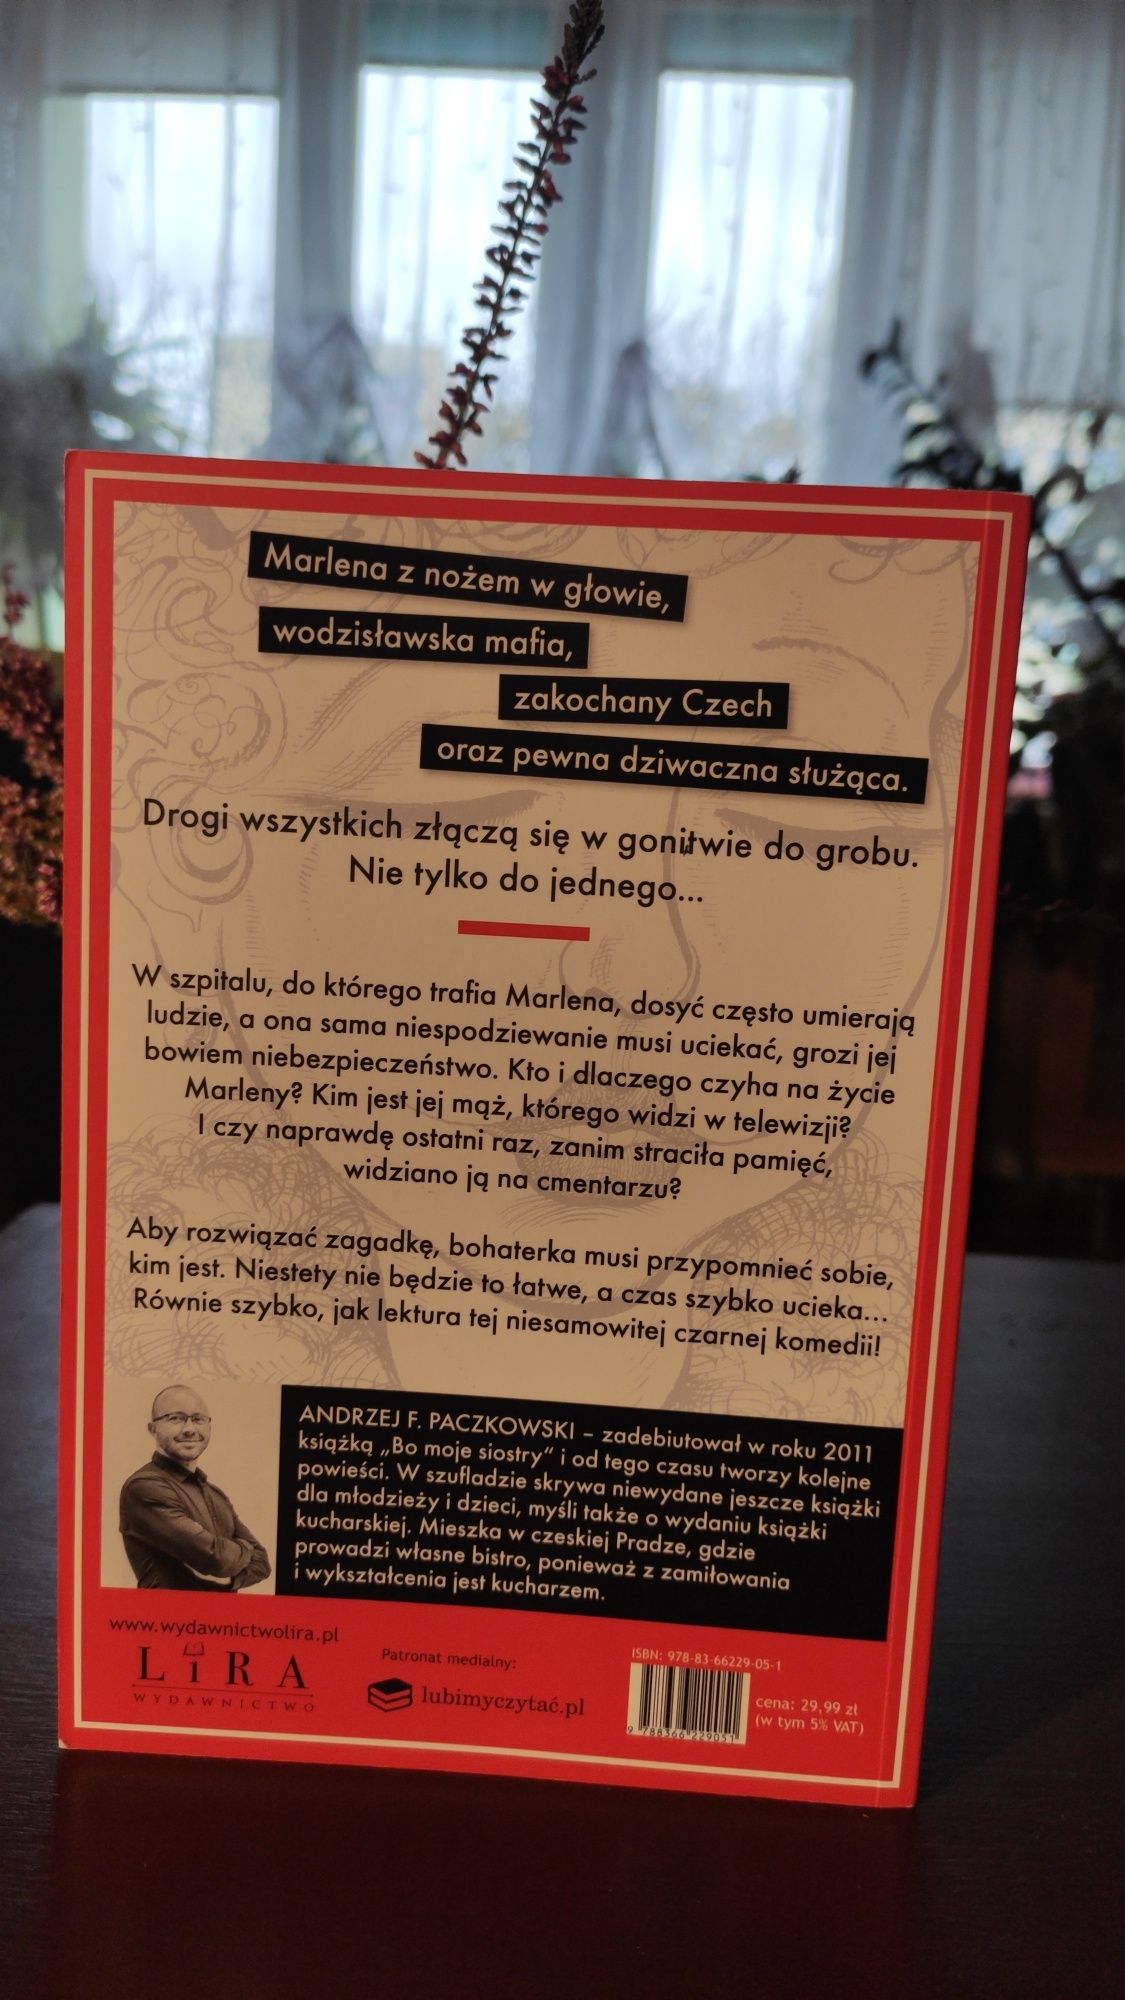 Marlena z nożem w głowie,
wodzisławska mafia,
zakochany Czech
oraz pewna dziwaczna służąca.
Drogi wszystkich złączą się w gonitwie do grobu.
Nie tylko do jednego...
W szpitalu, do którego trafia Marlena, dosyć często umierają
ludzie, a ona sama niespodziewanie musi uciekać, grozi jej
bowiem niebezpieczeństwo. Kto i dlaczego czyha na życie
Marleny? Kim jest jej mąż, którego widzi w telewizji?
I czy naprawdę ostatni raz, zanim straciła pamięć,
widziano ją na cmentarzu?
Aby rozwiązać zagadkę, bohaterka musi przypomnieć sobie,
kim jest. Niestety nie będzie to łatwe, a czas szybko ucieka...
Równie szybko, jak lektura tej niesamowitej czarnej komedii!
ANDRZEJ F. PACZKOWSKI – zadebiutował w roku 2011
książką „Bo moje siostry” i od tego czasu tworzy kolejne
powieści. W szufladzie skrywa niewydane jeszcze książki
dla młodzieży i dzieci, myśli także o wydaniu książki
kucharskiej. Mieszka w czeskiej Pradze, gdzie
prowadzi własne bistro, ponieważ z zamiłowania
i wykształcenia jest kucharzem.
www.wydawnictwolira.pl
LiRA
WYDAWNICTWO
Patronat medialny:
lubimyczytać.pl
ISBN: 978-83-66229-05-1
9 788366 229051
cena: 29,99 zł
(w tym 5% VAT)